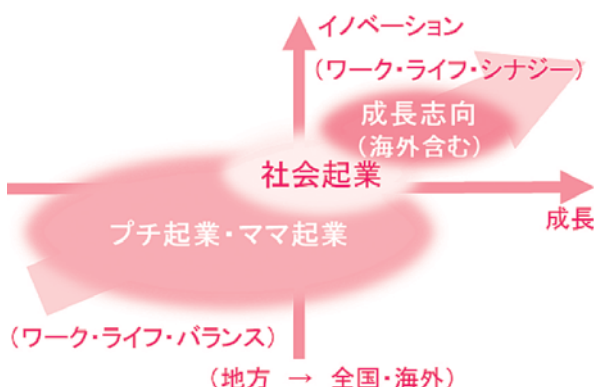 イノベーション
(ワーク・ライフ・シナジー)
成長志向
(海外含む)
社会起業
成長
プチ起業・ママ起業
(ワーク・ライフ・バランス)
(地方 → 全国・海外)